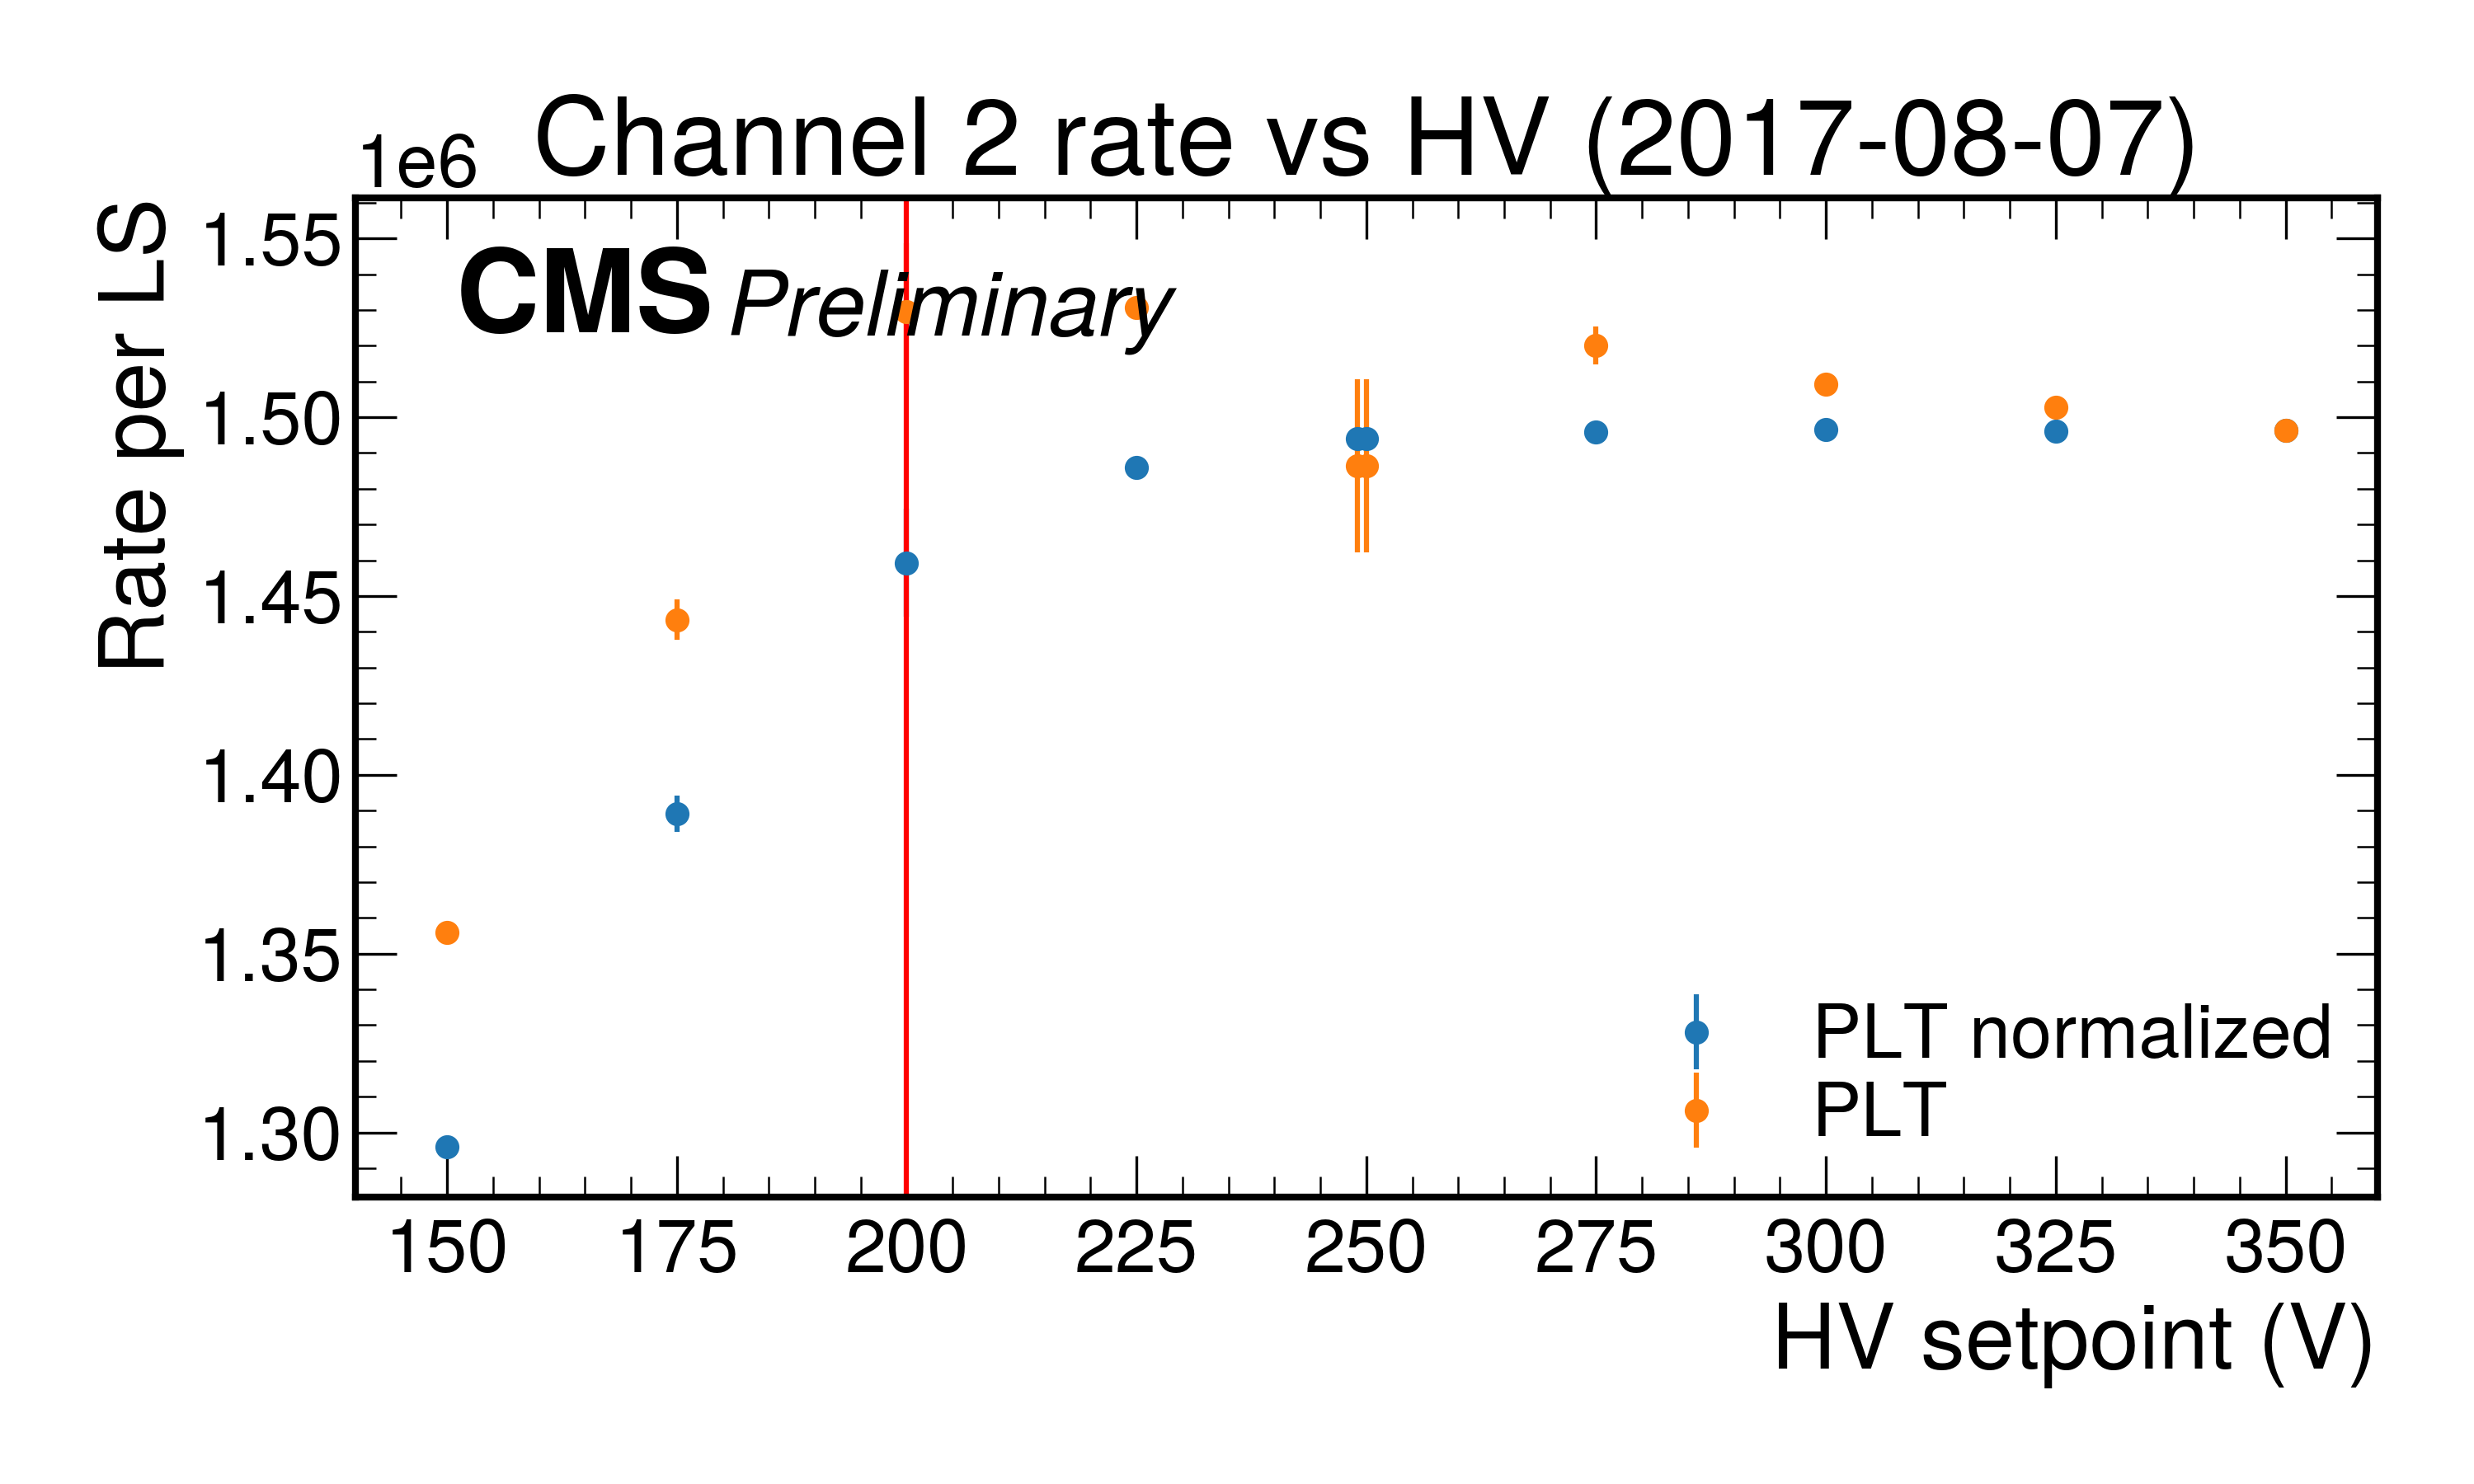 Channel 2 rate vs HV (2017-08-07)
1e6
Rate per LS
CMS Preliminary
1.55
1.50
1.45
1.40
1.35
1.30
PLT normalized
PLT
150 175 200 225 250 275 300 325 350
HV setpoint (V)